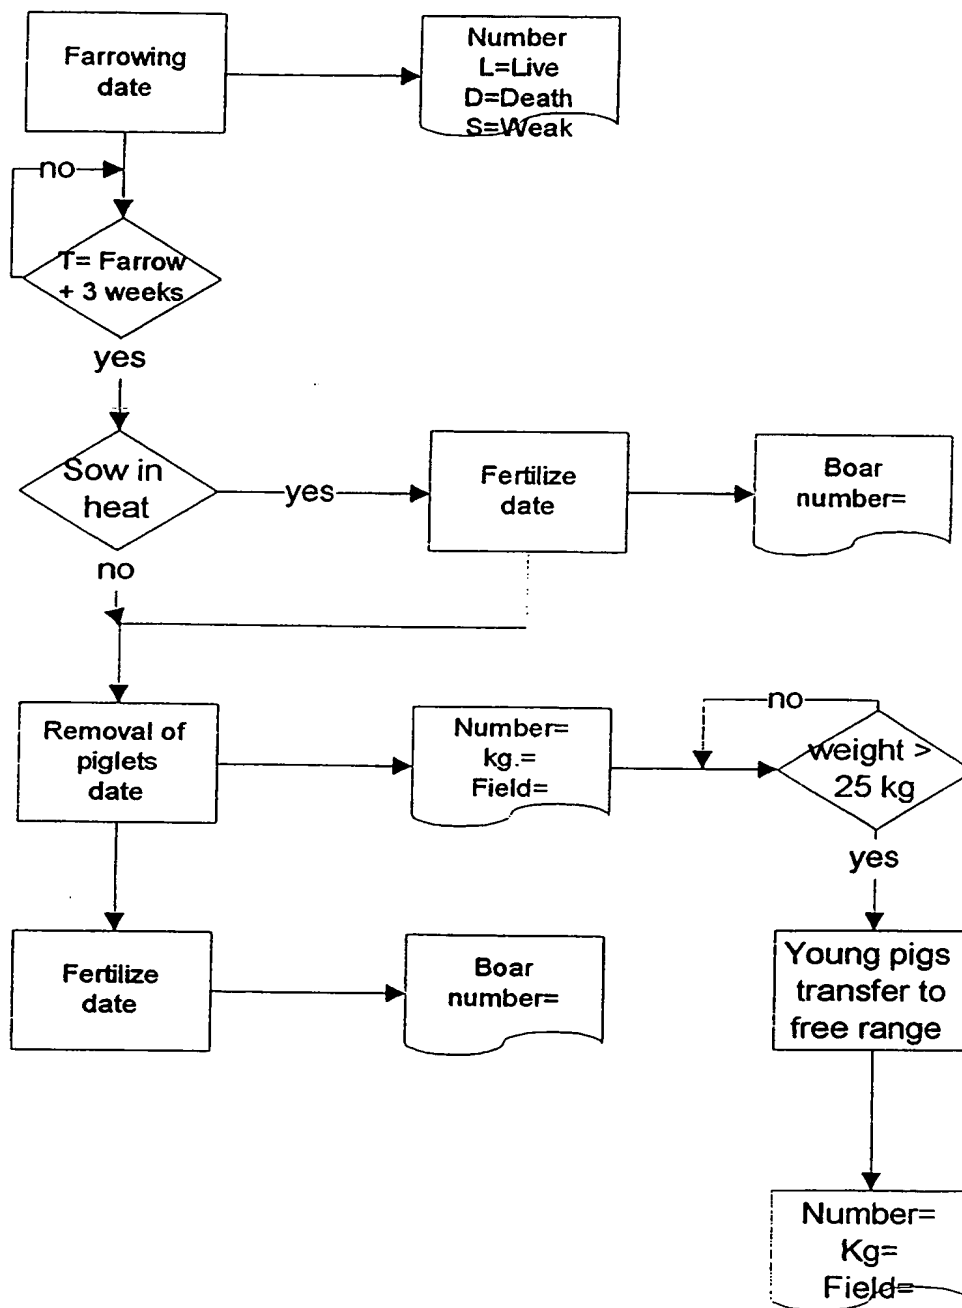 Farrowing
date
Number
L=Live
D=Death
S=Weak
no
T= Farrow
+ 3 weeks
yes
Sow in
heat
yes
Fertilize
date
Boar
number=
no
Removal of
piglets
date
Number=
kg.=
Field=
no
weight >
25 kg
yes
Fertilize
date
Boar
number=
Young pigs
transfer to
free range
Number=
Kg=
Field=